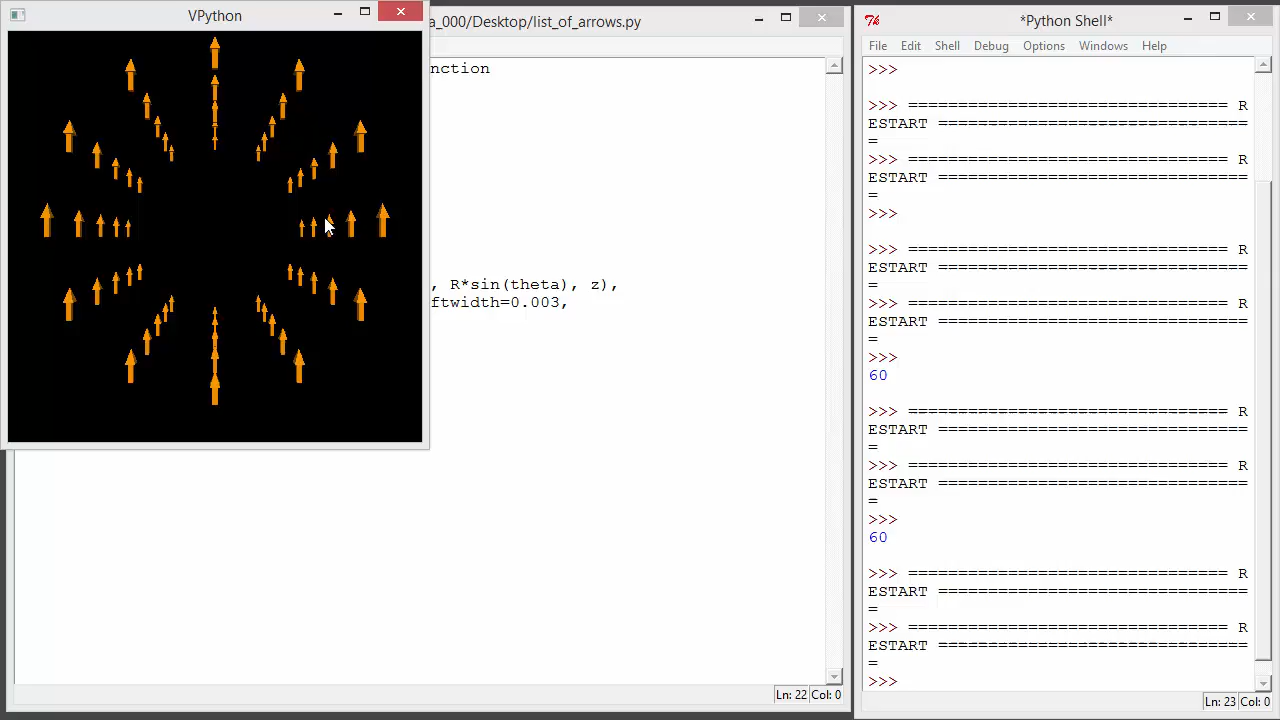 VPython
a_000/Desktop/list_of_arrows.py
nction
, R*sin(theta), z),
ftwidth=0.003,
Ln: 22 Col: 0
*Python Shell*
File Edit Shell Debug Options Windows Help
>>>
>>> ================================ R
ESTART ===============================
=
>>> ================================ R
ESTART ===============================
=
>>>
>>> ================================ R
ESTART ===============================
=
>>> ================================ R
ESTART ===============================
=
>>>
60
>>> ================================ R
ESTART ===============================
=
>>> ================================ R
ESTART ===============================
=
>>>
60
>>> ================================ R
ESTART ===============================
=
>>> ================================ R
ESTART ===============================
=
>>>
Ln: 23 Col: 0